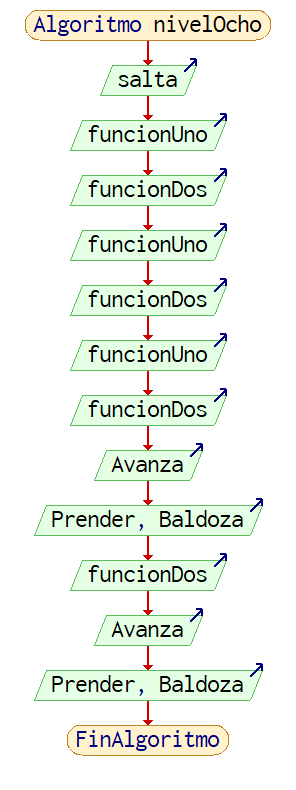 Algoritmo nivelOcho
salta
funcionUno
funcionDos
funcionUno
funcionDos
funcionUno
funcionDos
Avanza
Prender, Baldoza
funcionDos
Avanza
Prender, Baldoza
FinAlgoritmo